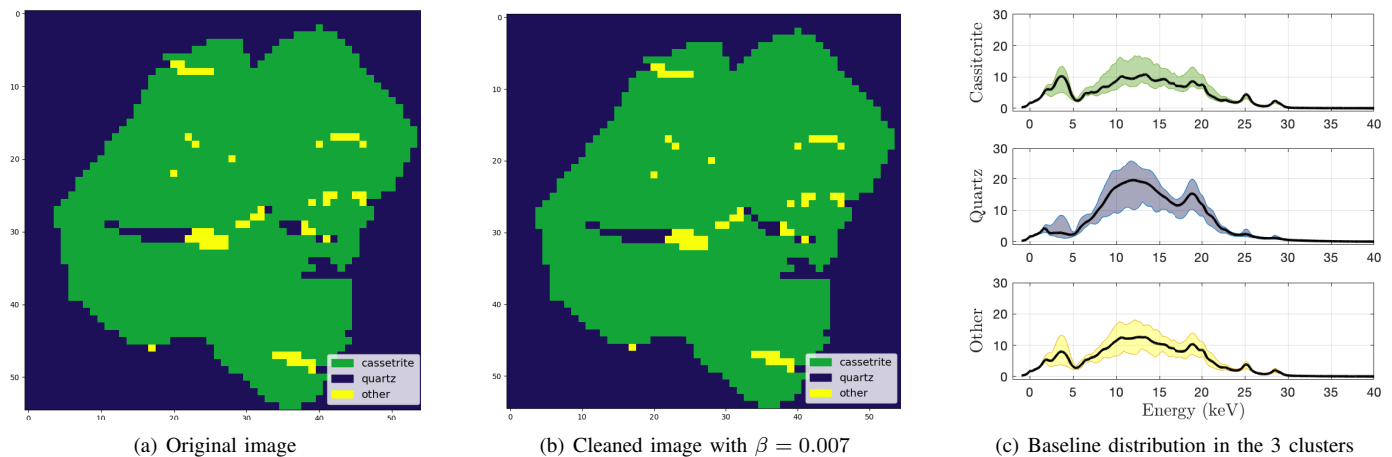 0
10
20
30
40
50
0 10 20 30 40 50
cassetrite
quartz
other
(a) Original image
0
10
20
30
40
50
0 10 20 30 40 50
cassetrite
quartz
other
(b) Cleaned image with β = 0.007
Cassiterite
30
20
10
0
0 5 10 15 20 25 30 35 40
Quartz
30
20
10
0
0 5 10 15 20 25 30 35 40
Other
30
20
10
0
0 5 10 15 20 25 30 35 40
Energy (keV)
(c) Baseline distribution in the 3 clusters